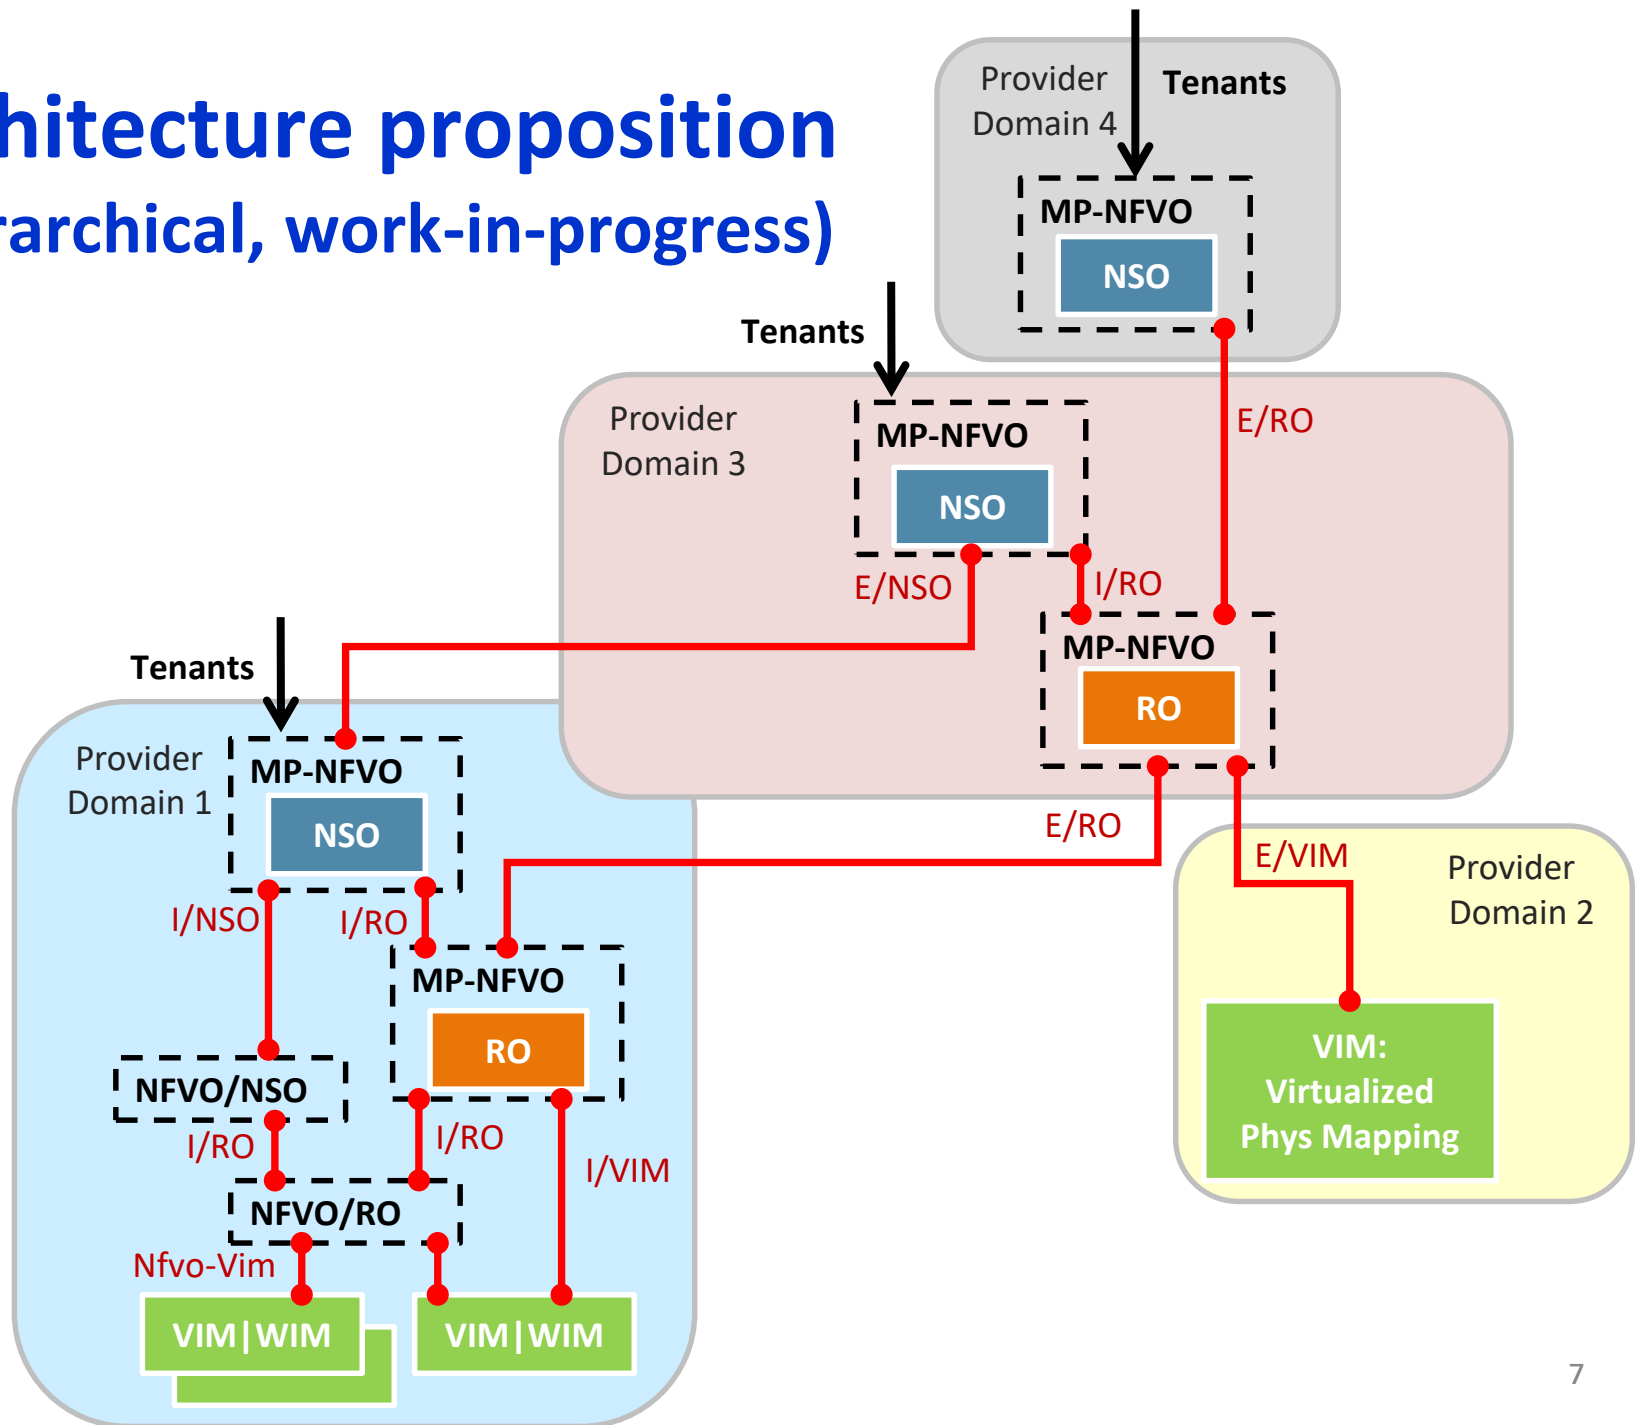 hitecture proposition
rarchical, work-in-progress)
Provider
Domain 4
Tenants
MP-NFVO
NSO
Tenants
E/RO
Provider
Domain 3
MP-NFVO
NSO
E/NSO
I/RO
MP-NFVO
RO
Tenants
Provider
Domain 1
MP-NFVO
NSO
E/RO
E/VIM
Provider
Domain 2
I/NSO
I/RO
MP-NFVO
RO
VIM:
Virtualized
Phys Mapping
NFVO/NSO
I/RO
I/RO
I/VIM
NFVO/RO
Nfvo-Vim
VIM|WIM
VIM|WIM
7